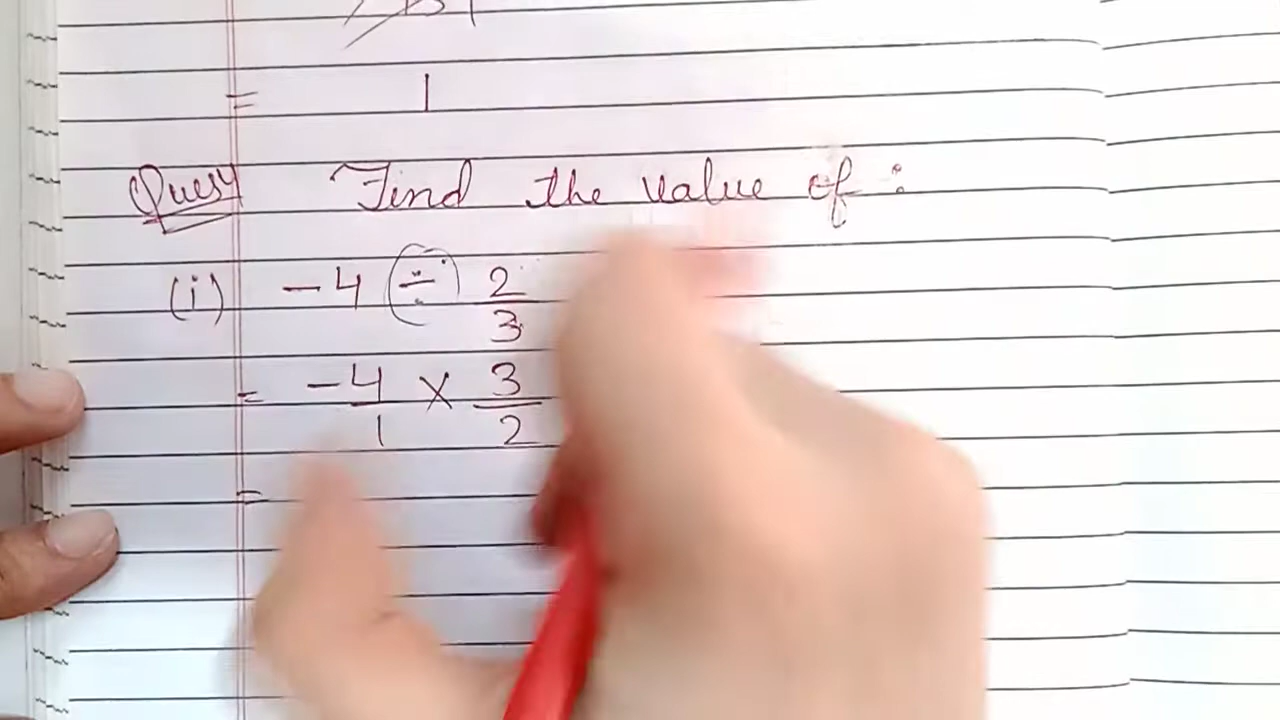 = 1
Ques4 Find the value of :
(i) -4 ÷ 2/3
= -4/1 × 3/2
=